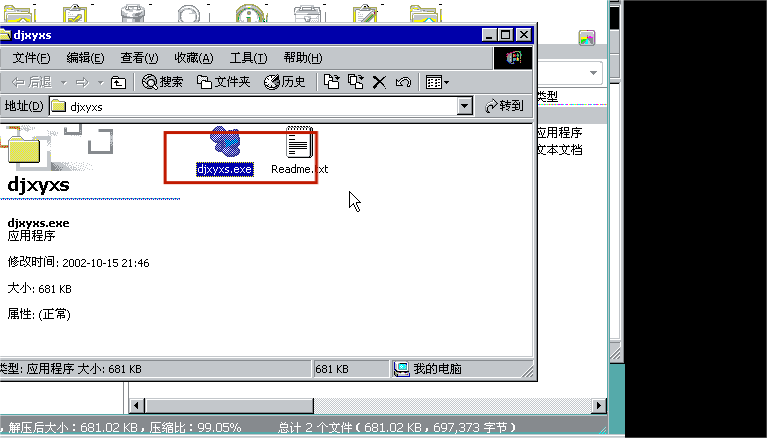 djxyxs
文件(F) 编辑(E) 查看(V) 收藏(A) 工具(T) 帮助(H)
后退 搜索 文件夹 历史
地址(D) djxyxs 转到
类型
应用程序
文本文档
djxyxs.exe Readme.txt
djxyxs
djxyxs.exe
应用程序
修改时间: 2002-10-15 21:46
大小: 681 KB
属性: (正常)
类型: 应用程序 大小: 681 KB 681 KB 我的电脑
，解压后大小：681.02 KB，压缩比：99.05% 总计 2 个文件（681.02 KB，697,373 字节）